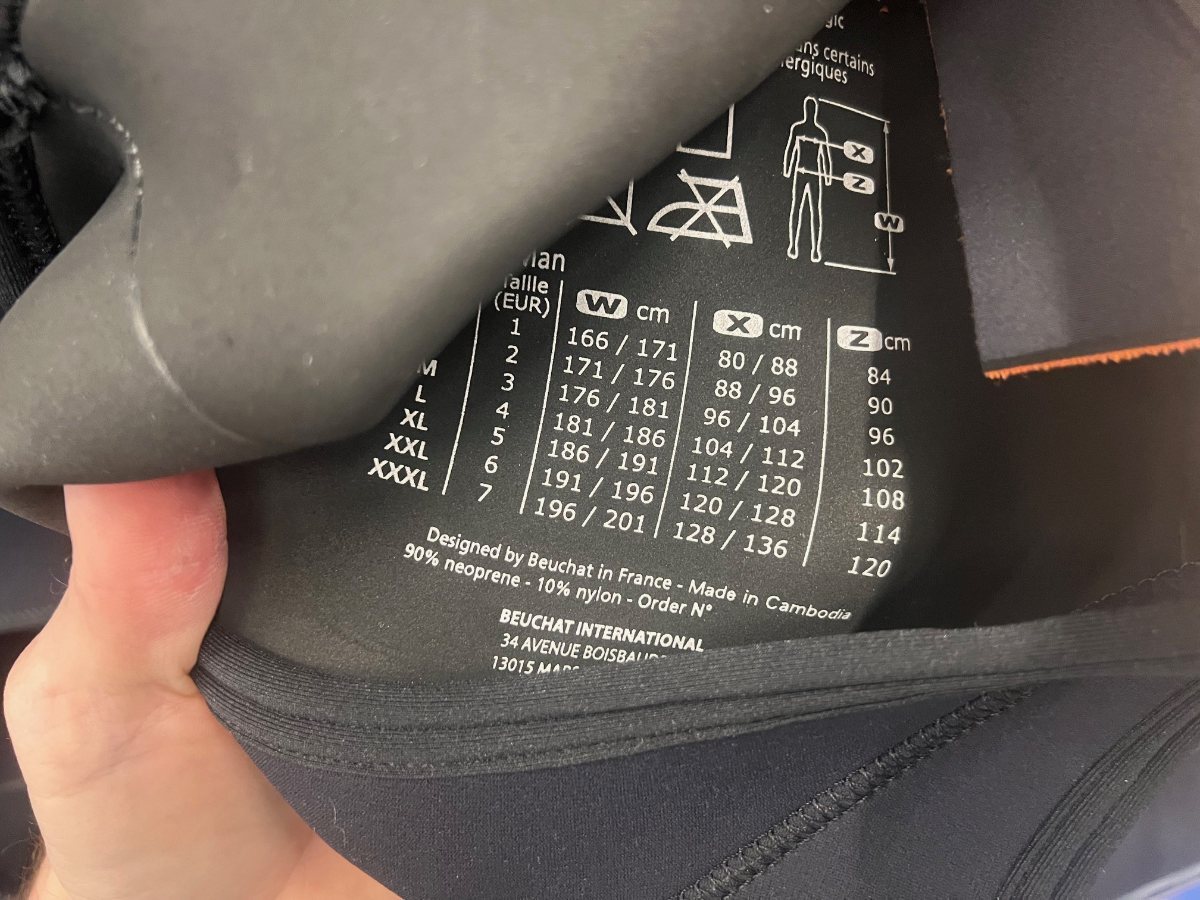 certains
X
Z
W
Man
Taille
(EUR) W cm X cm Z cm
1 166 / 171 80 / 88 84
2 171 / 176 88 / 96 90
M 3 176 / 181 96 / 104 96
L 4 181 / 186 104 / 112 102
XL 5 186 / 191 112 / 120 108
XXL 6 191 / 196 120 / 128 114
XXXL 7 196 / 201 128 / 136 120
Designed by Beuchat in France - Made in Cambodia
90% neoprene - 10% nylon - Order N°
BEUCHAT INTERNATIONAL
34 AVENUE
13015